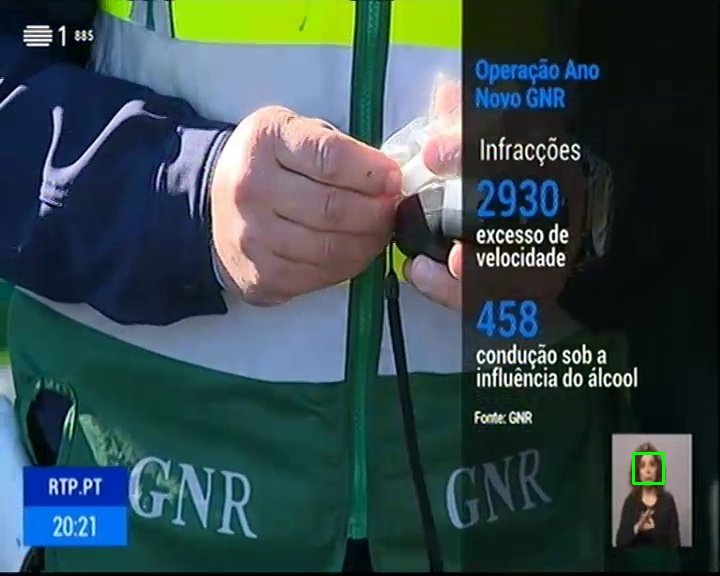 1 885
Operação Ano
Novo GNR
Infracções
2930
excesso de
velocidade
458
condução sob a
influência do álcool
Fonte: GNR
RTP.PT
20:21
GNR
GNR